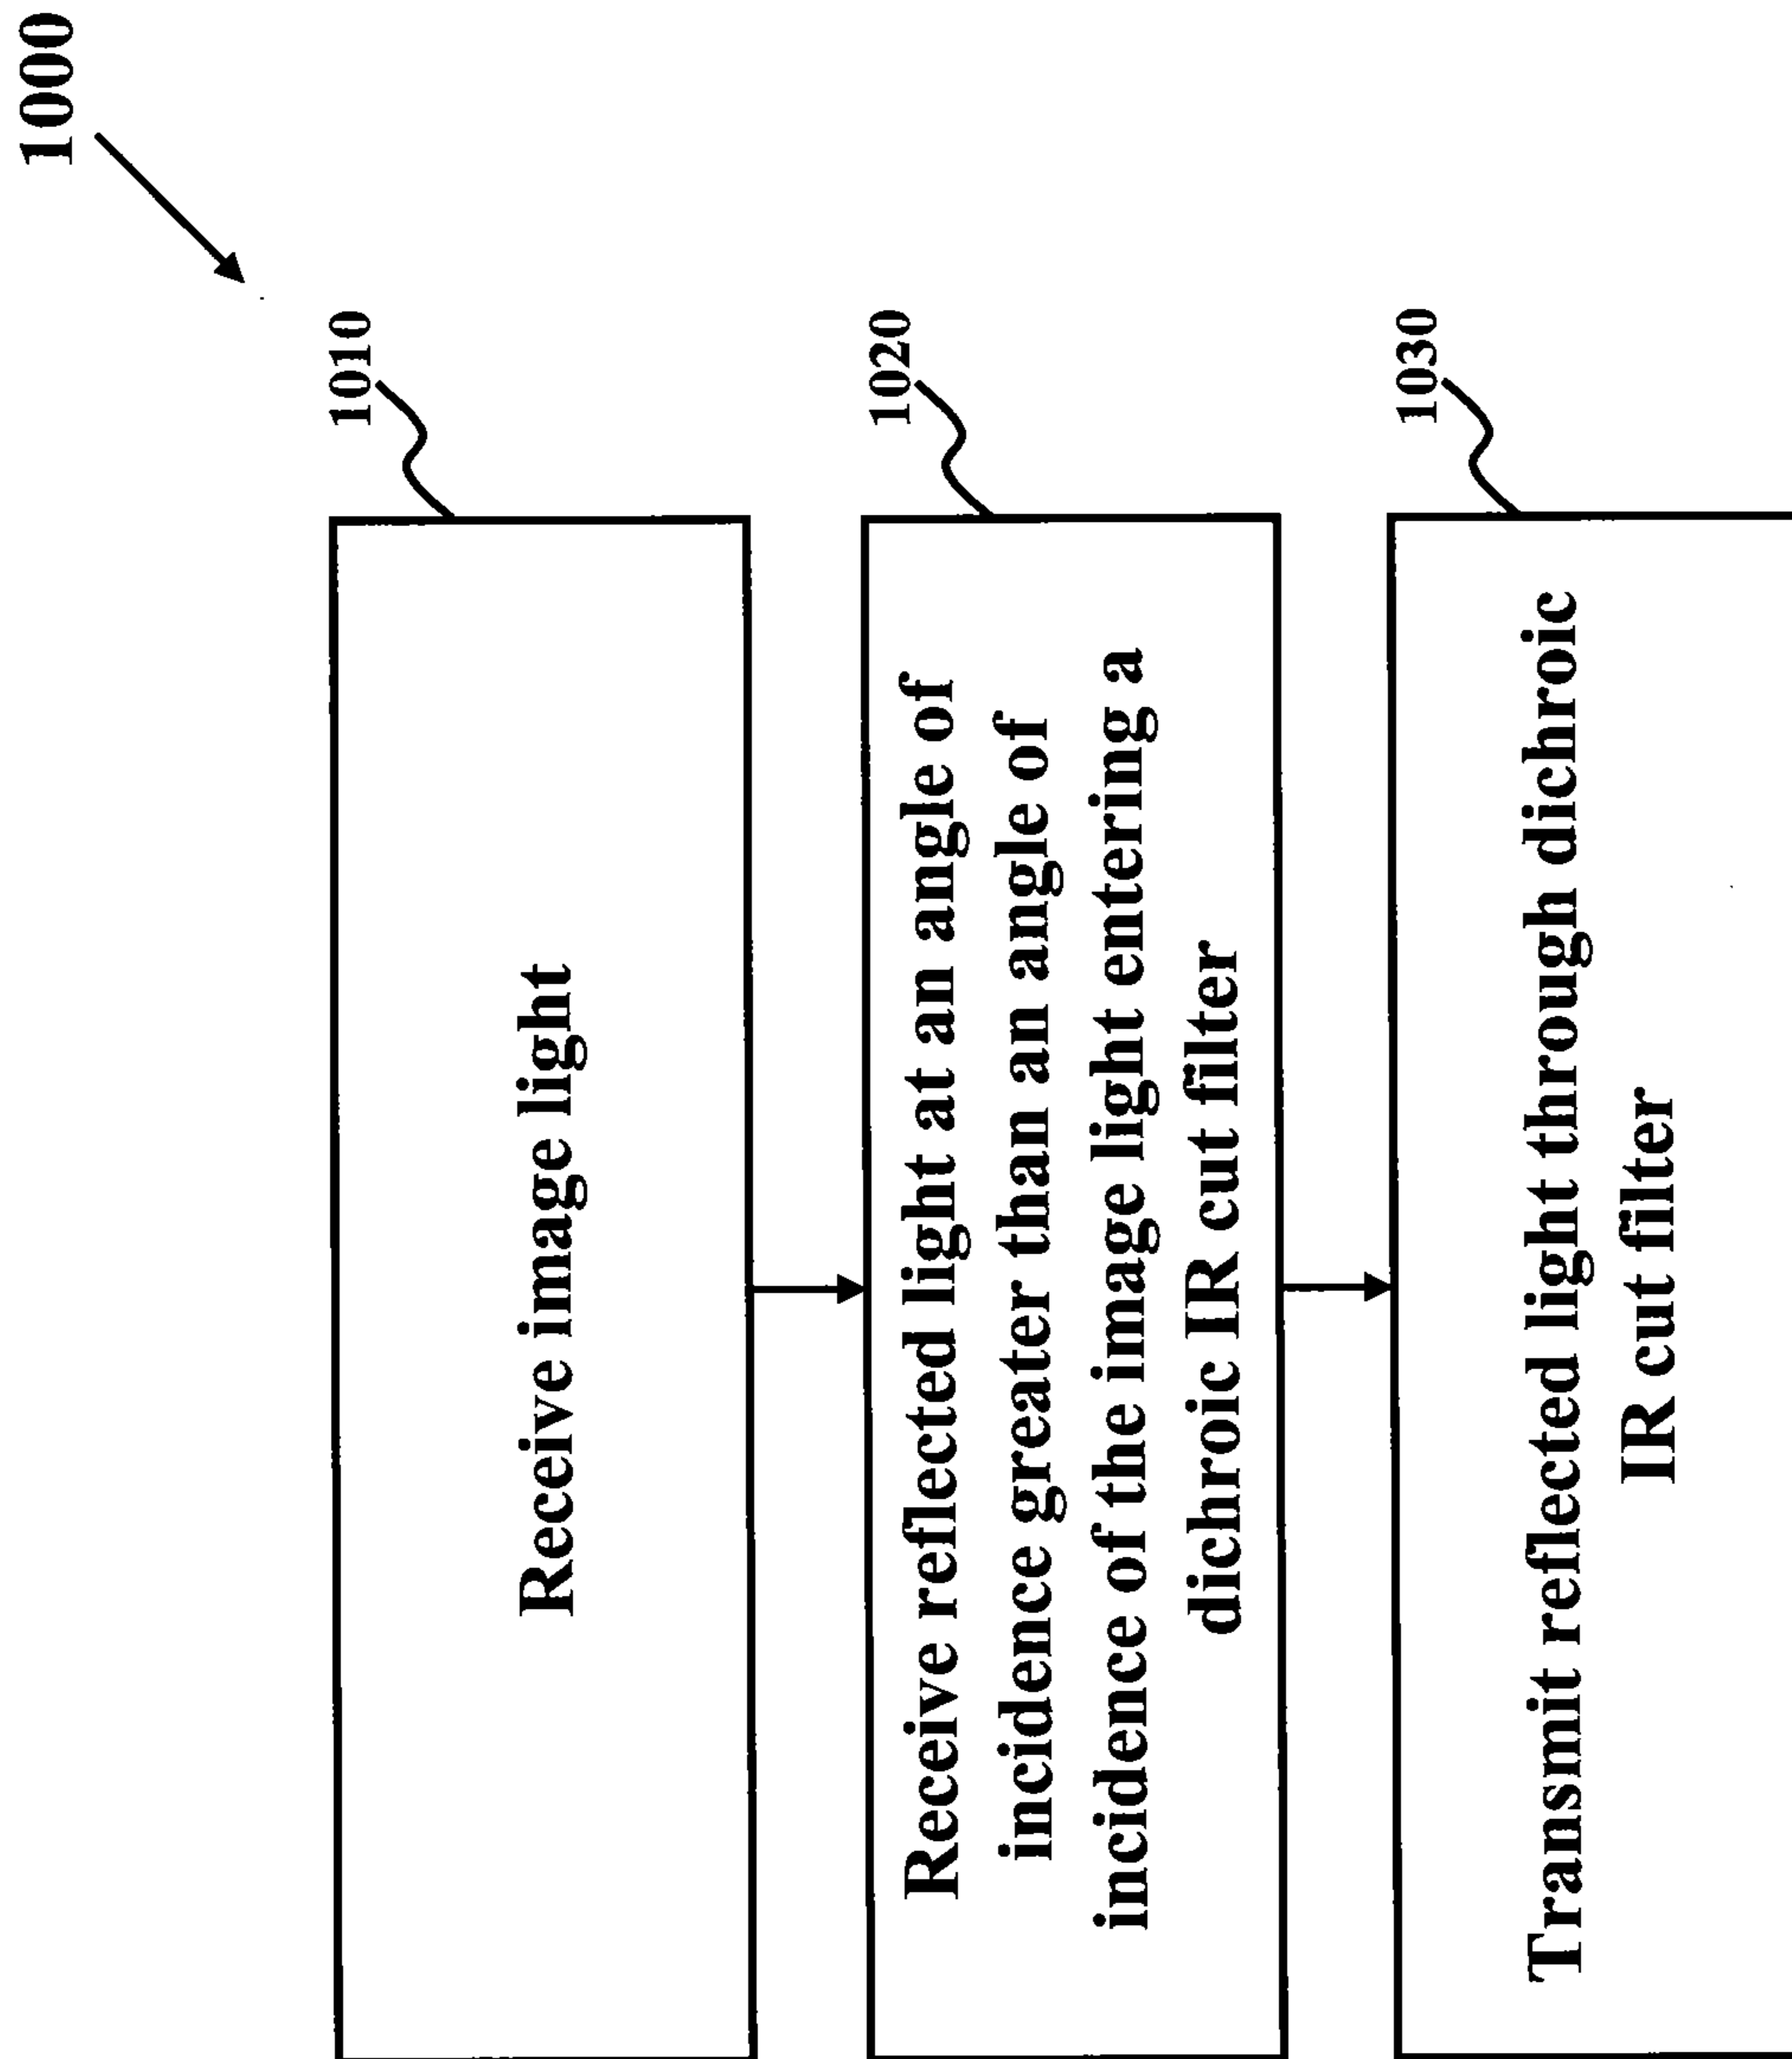 1000
1010
Receive image light
1020
Receive reflected light at an angle of
incidence greater than an angle of
incidence of the image light entering a
dichroic IR cut filter
1030
Transmit reflected light through dichroic
IR cut filter